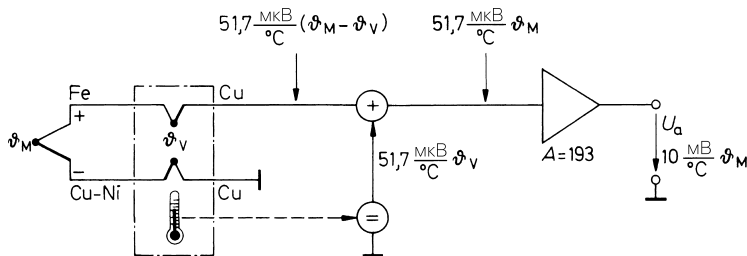 51,7 мкВ/°C (ϑM – ϑV)
51,7 мкВ/°C ϑM
Fe
Cu
+
+
ϑM
ϑV
Ua
–
51,7 мкВ/°C ϑV
A=193
10 мВ/°C ϑM
Cu–Ni
Cu
=